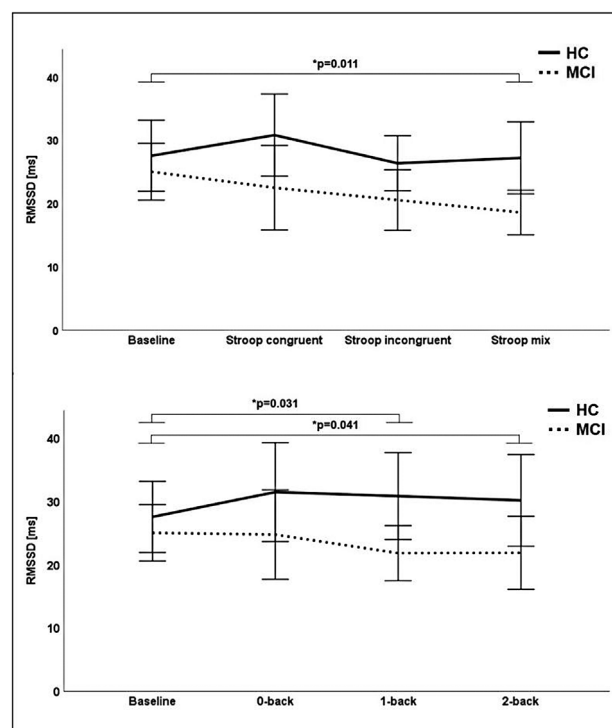 *p=0.011
HC
MCI
40
30
20
10
0
RMSSD [ms]
Baseline Stroop congruent Stroop incongruent Stroop mix
*p=0.031
*p=0.041
HC
MCI
40
30
20
10
0
RMSSD [ms]
Baseline 0-back 1-back 2-back